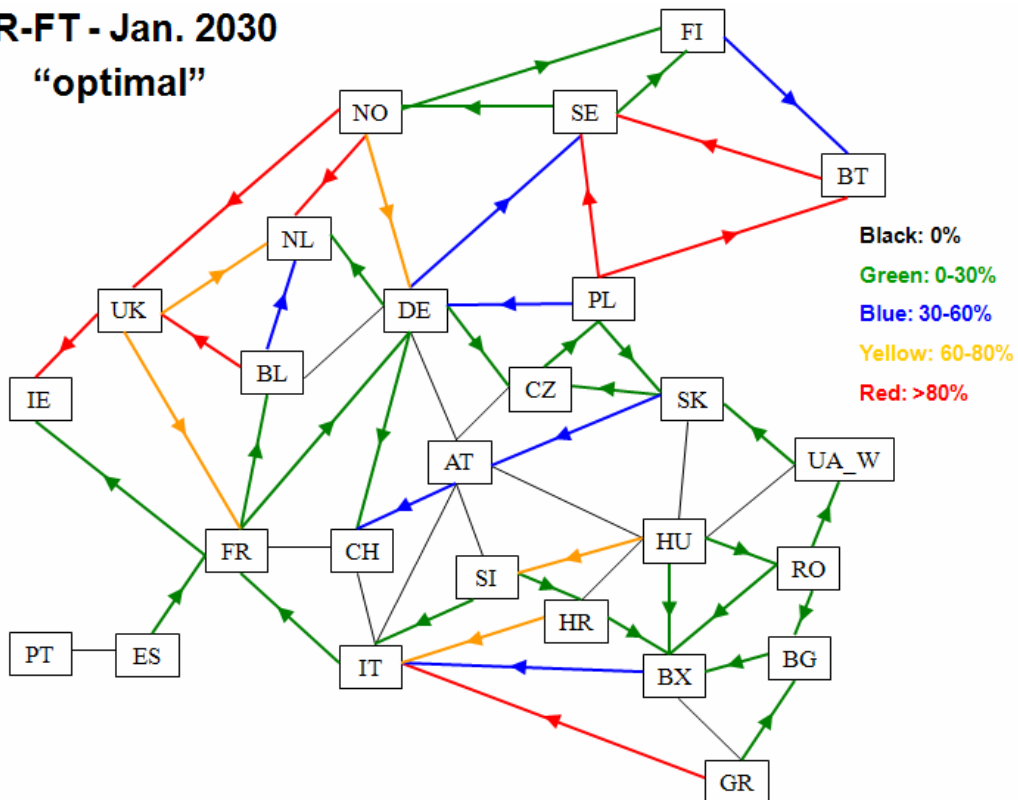 R-FT - Jan. 2030
“optimal”
FI
NO
SE
BT
NL
Black: 0%
Green: 0-30%
Blue: 30-60%
Yellow: 60-80%
Red: >80%
UK
DE
PL
BL
IE
CZ
SK
AT
UA_W
FR
CH
HU
SI
RO
HR
PT
ES
IT
BX
BG
GR